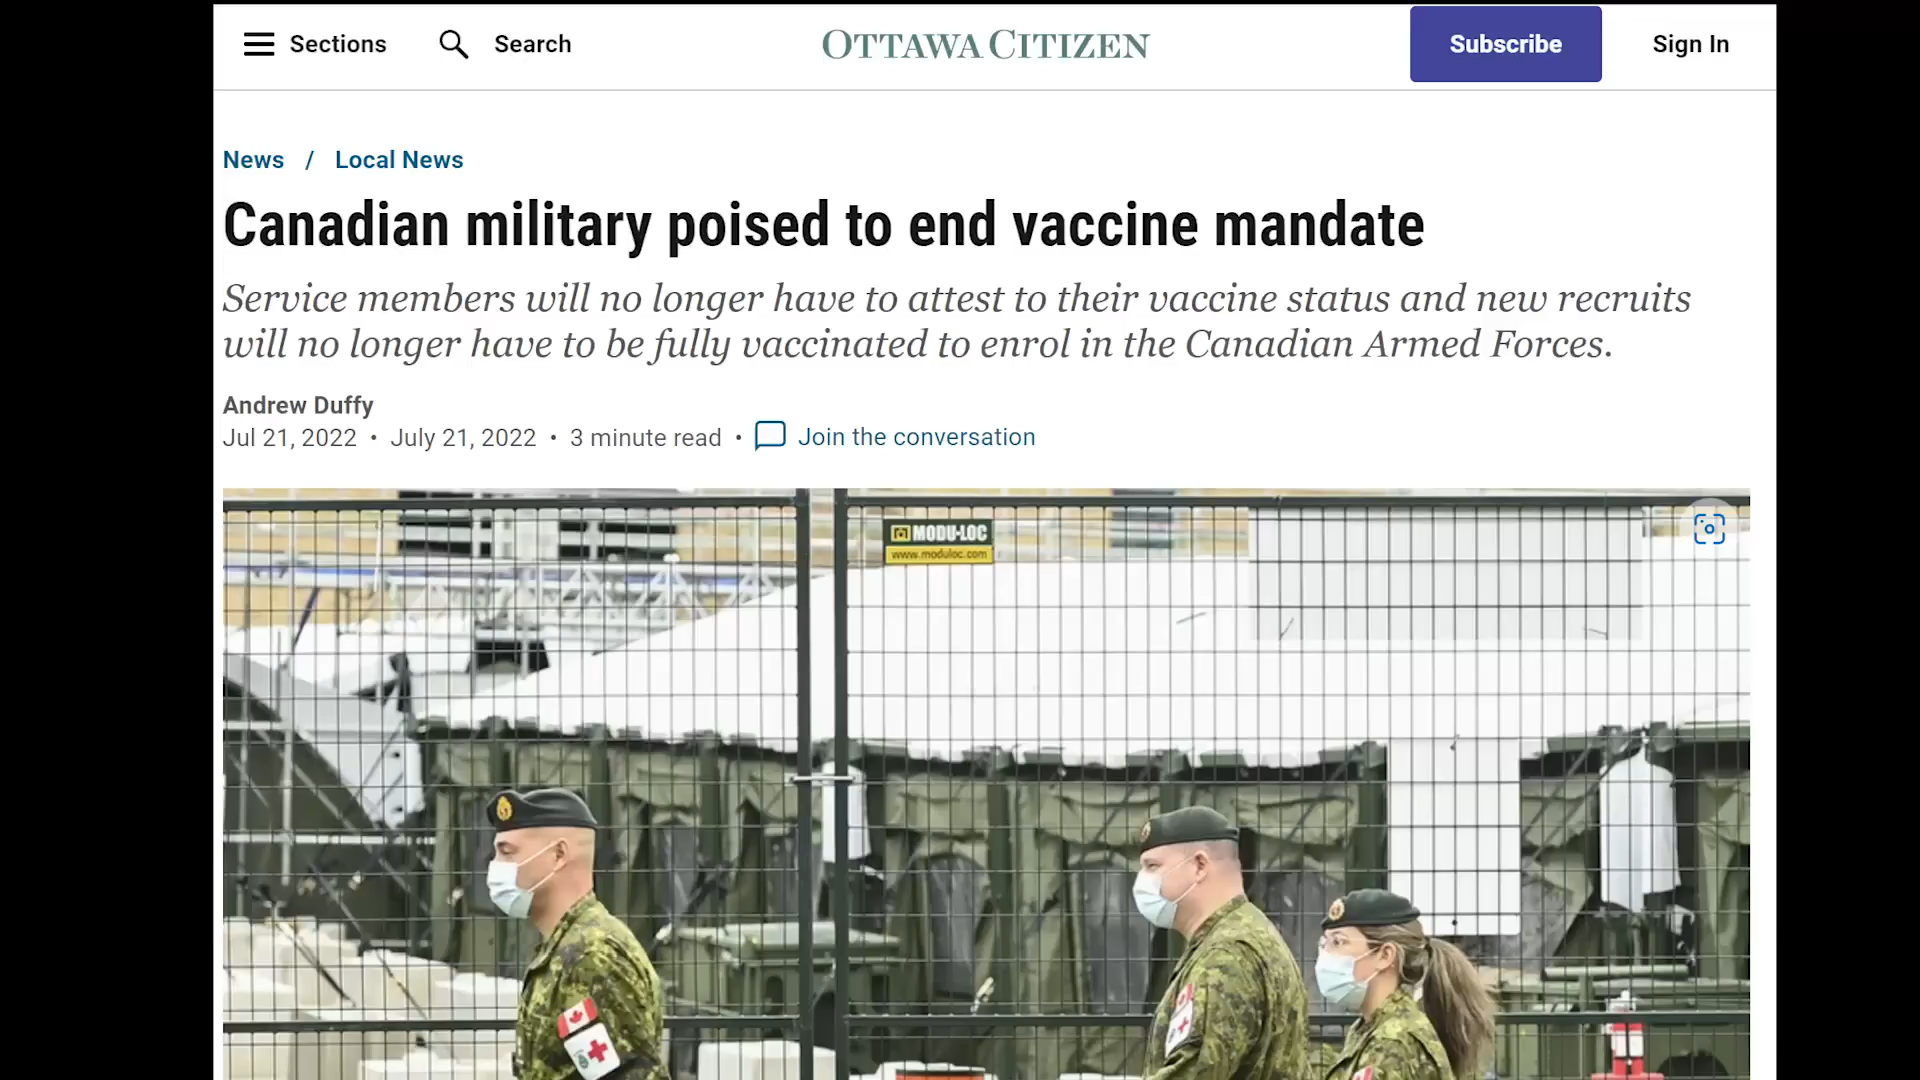 Sections Search OTTAWA CITIZEN Subscribe Sign In
News / Local News
Canadian military poised to end vaccine mandate
Service members will no longer have to attest to their vaccine status and new recruits
will no longer have to be fully vaccinated to enrol in the Canadian Armed Forces.
Andrew Duffy
Jul 21, 2022 • July 21, 2022 • 3 minute read • Join the conversation
MODU-LOC
www.moduloc.com